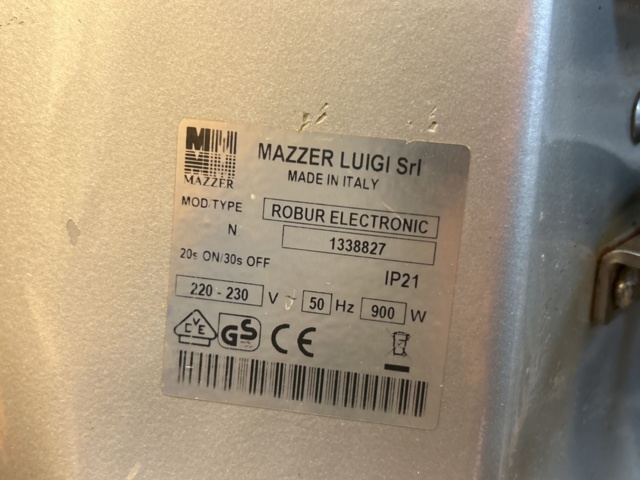 MAZZER LUIGI Srl
MADE IN ITALY
MAZZER
MOD.TYPE ROBUR ELECTRONIC
N 1338827
20s ON/30s OFF IP21
220 - 230 V 50 Hz 900 W
CVE GS CE